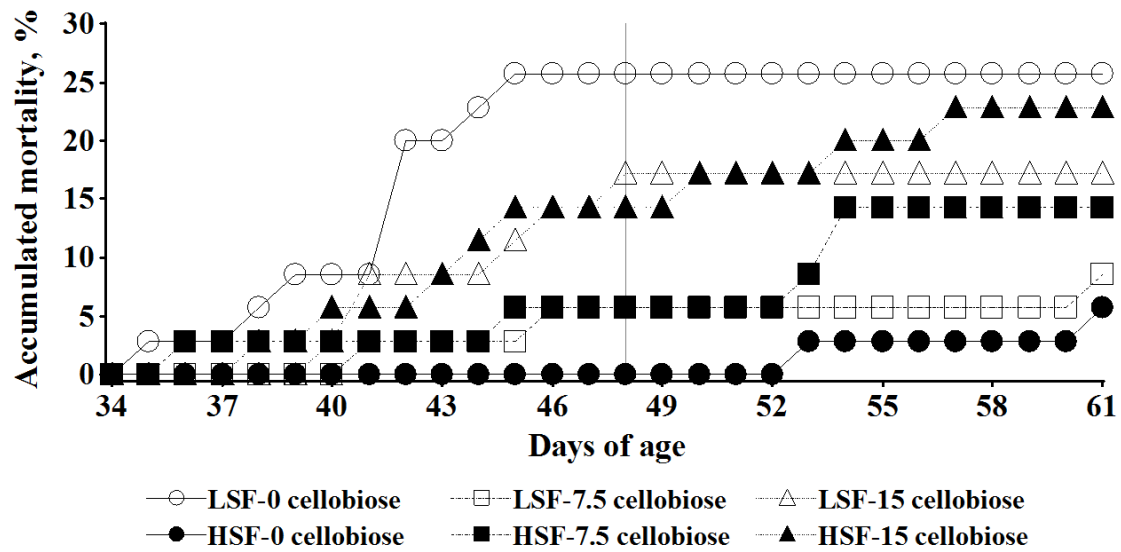 Accumulated mortality, %
30
25
20
15
10
5
0
34 37 40 43 46 49 52 55 58 61
Days of age
LSF-0 cellobiose LSF-7.5 cellobiose LSF-15 cellobiose
HSF-0 cellobiose HSF-7.5 cellobiose HSF-15 cellobiose